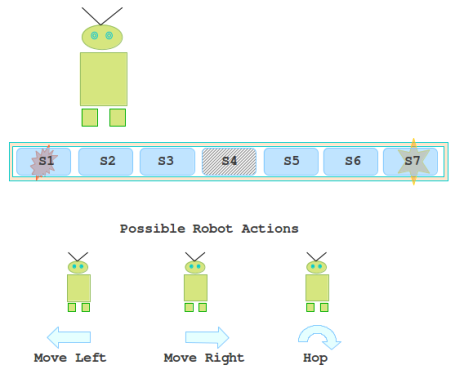 S1 S2 S3 S4 S5 S6 S7
Possible Robot Actions
Move Left Move Right Hop